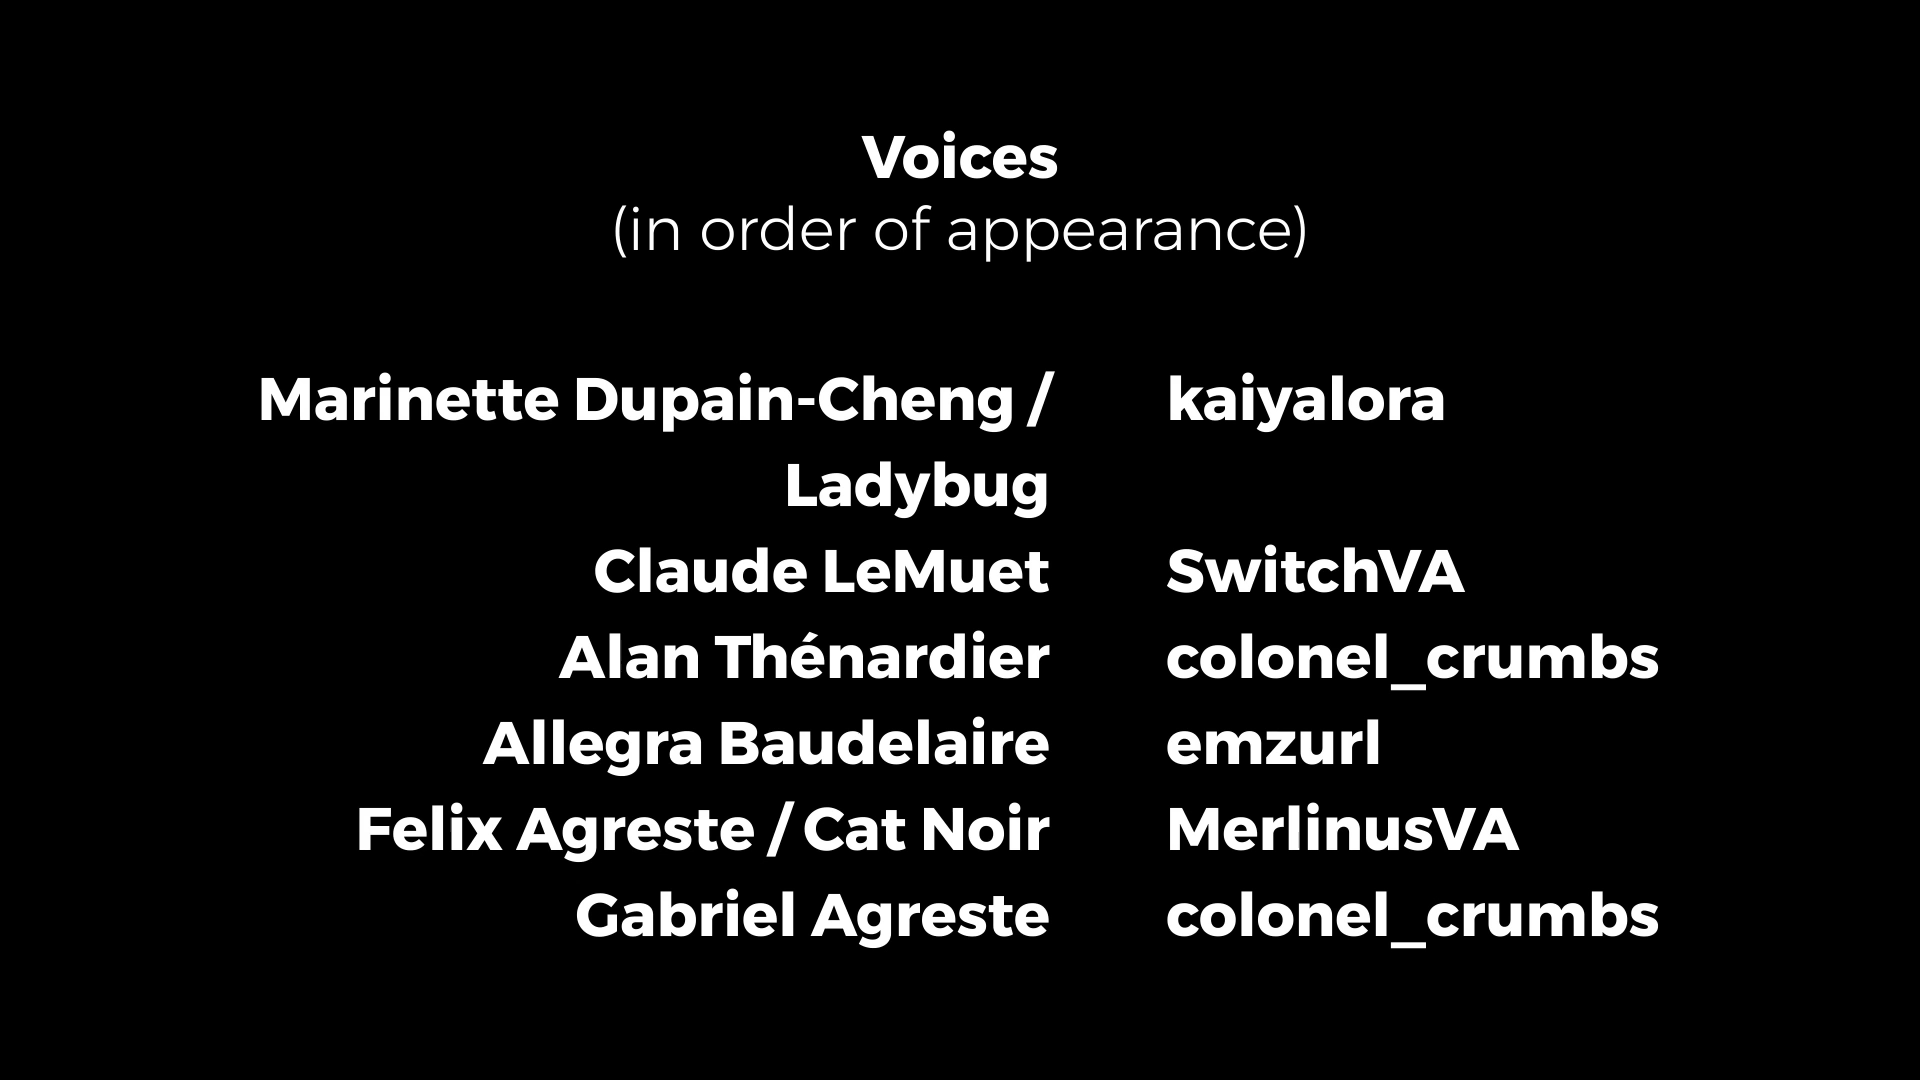 Voices
(in order of appearance)
Marinette Dupain-Cheng / kaiyalora
Ladybug
Claude LeMuet SwitchVA
Alan Thénardier colonel_crumbs
Allegra Baudelaire emzurl
Felix Agreste / Cat Noir MerlinusVA
Gabriel Agreste colonel_crumbs